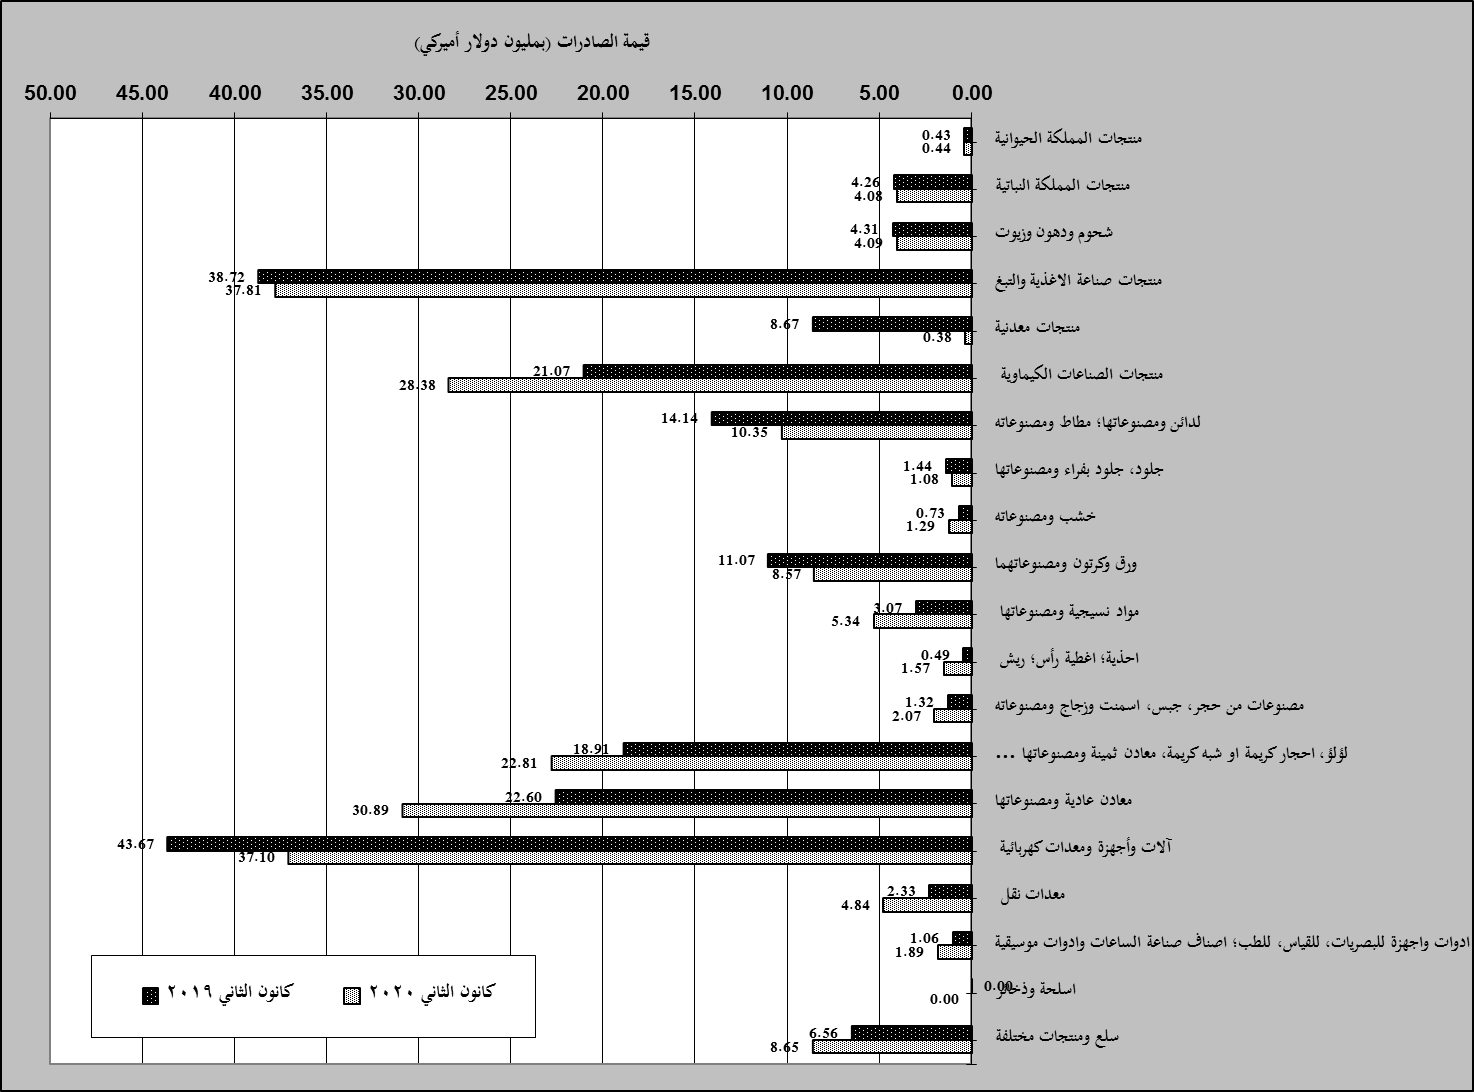 قيمة الصادرات (بمليون دولار أميركي)
50.00 45.00 40.00 35.00 30.00 25.00 20.00 15.00 10.00 5.00 0.00
منتجات المملكة الحيوانية
0.43
0.44
منتجات المملكة النباتية
4.26
4.08
شحوم ودهون وزيوت
4.31
4.09
منتجات صناعة الاغذية والتبغ
38.72
37.81
منتجات معدنية
8.67
0.38
منتجات الصناعات الكيماوية
21.07
28.38
لدائن ومصنوعاتها؛ مطاط ومصنوعاته
14.14
10.35
جلود، جلود بفراء ومصنوعاتها
1.44
1.08
خشب ومصنوعاته
0.73
1.29
ورق وكرتون ومصنوعاتهما
11.07
8.57
مواد نسيجية ومصنوعاتها
3.07
5.34
احذية؛ اغطية رأس؛ ريش
0.49
1.57
مصنوعات من حجر، جبس، اسمنت وزجاج ومصنوعاته
1.32
2.07
لؤلؤ، احجار كريمة او شبه كريمة، معادن ثمينة ومصنوعاتها ...
18.91
22.81
معادن عادية ومصنوعاتها
22.60
30.89
آلات وأجهزة ومعدات كهربائية
43.67
37.10
معدات نقل
2.33
4.84
ادوات واجهزة للبصريات، للقياس، للطب؛ اصناف صناعة الساعات وادوات موسيقية
1.06
1.89
اسلحة وذخائر
0.00
0.00
سلع ومنتجات مختلفة
6.56
8.65
كانون الثاني ٢٠٢٠
كانون الثاني ٢٠١٩